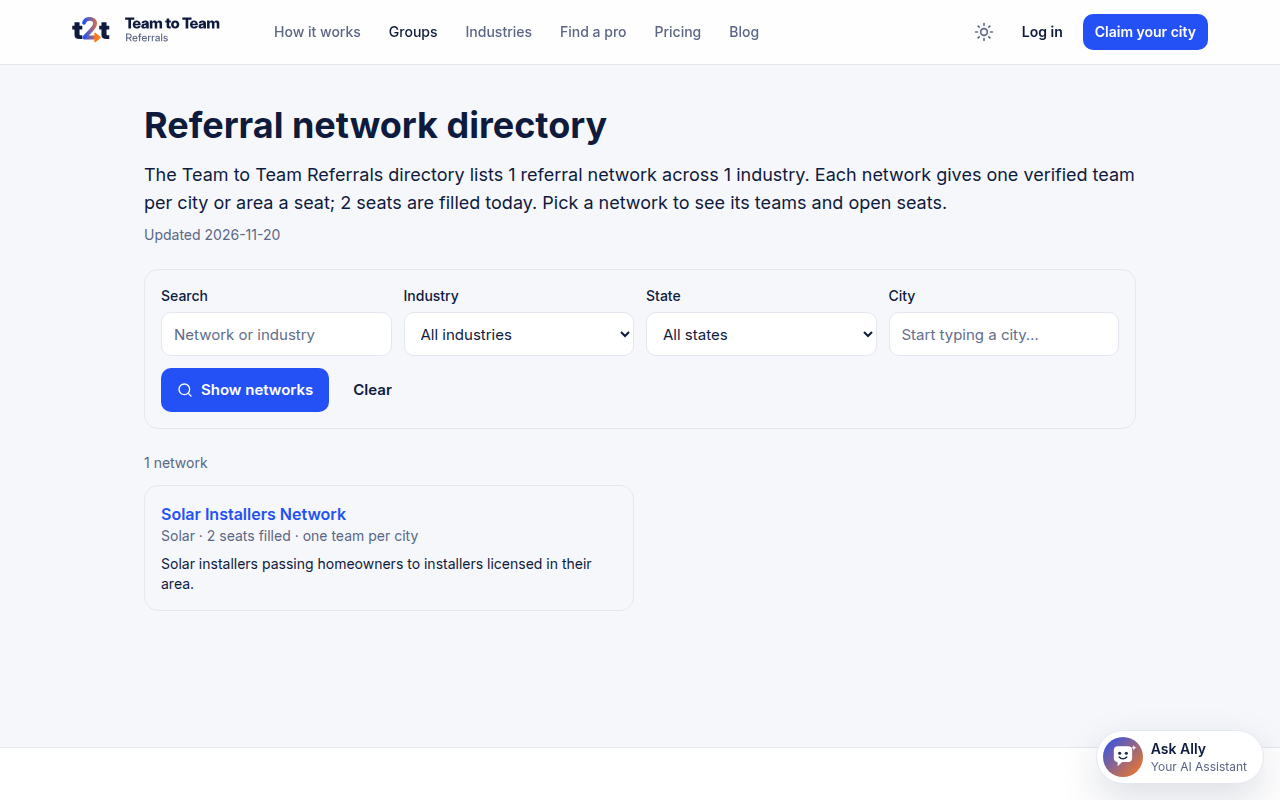 t2t Team to Team
Referrals
How it works
Groups
Industries
Find a pro
Pricing
Blog
Log in
Claim your city
Referral network directory
The Team to Team Referrals directory lists 1 referral network across 1 industry. Each network gives one verified team
per city or area a seat; 2 seats are filled today. Pick a network to see its teams and open seats.
Updated 2026-11-20
Search
Industry
State
City
Network or industry
All industries
All states
Start typing a city...
Show networks
Clear
1 network
Solar Installers Network
Solar · 2 seats filled · one team per city
Solar installers passing homeowners to installers licensed in their
area.
Ask Ally
Your AI Assistant